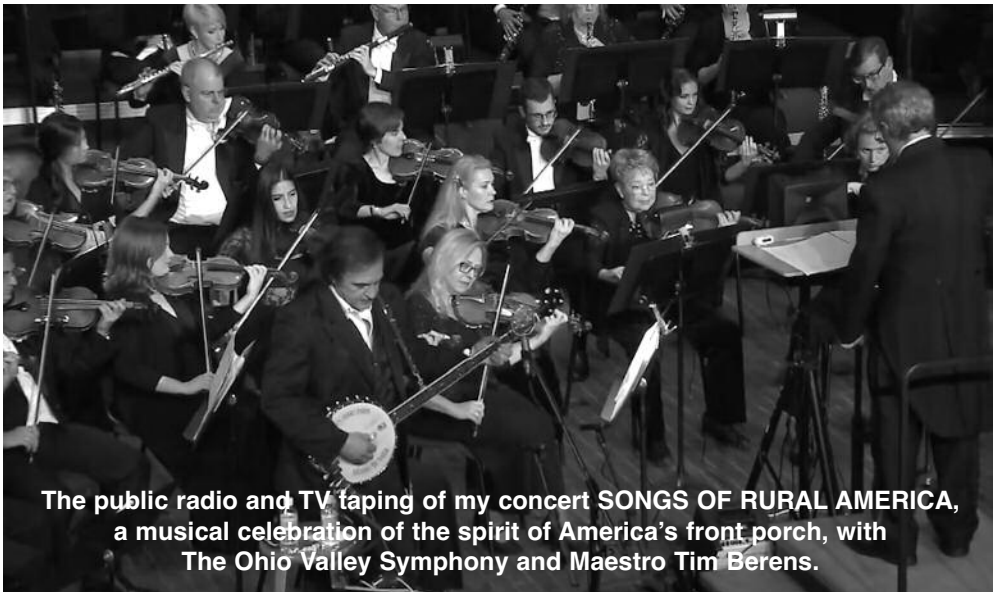 The public radio and TV taping of my concert SONGS OF RURAL AMERICA,
a musical celebration of the spirit of America's front porch, with
The Ohio Valley Symphony and Maestro Tim Berens.